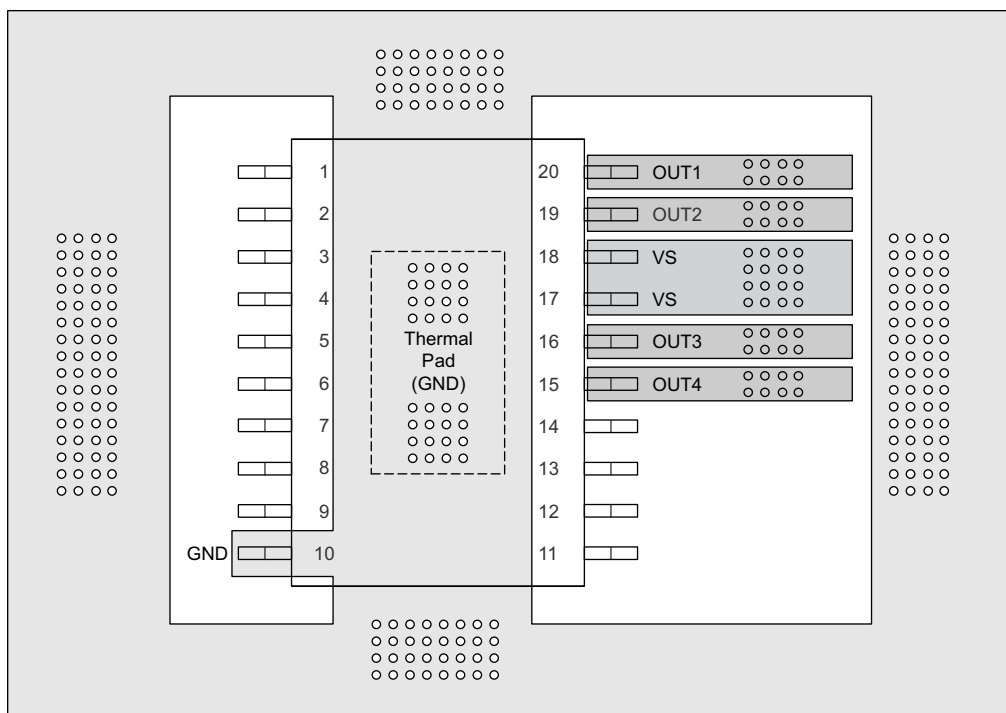 1 20 OUT1
2 19 OUT2
3 18 VS
4 17 VS
5 16 OUT3
6 15 OUT4
7 14
8 13
9 12
GND 10 11
Thermal
Pad
(GND)